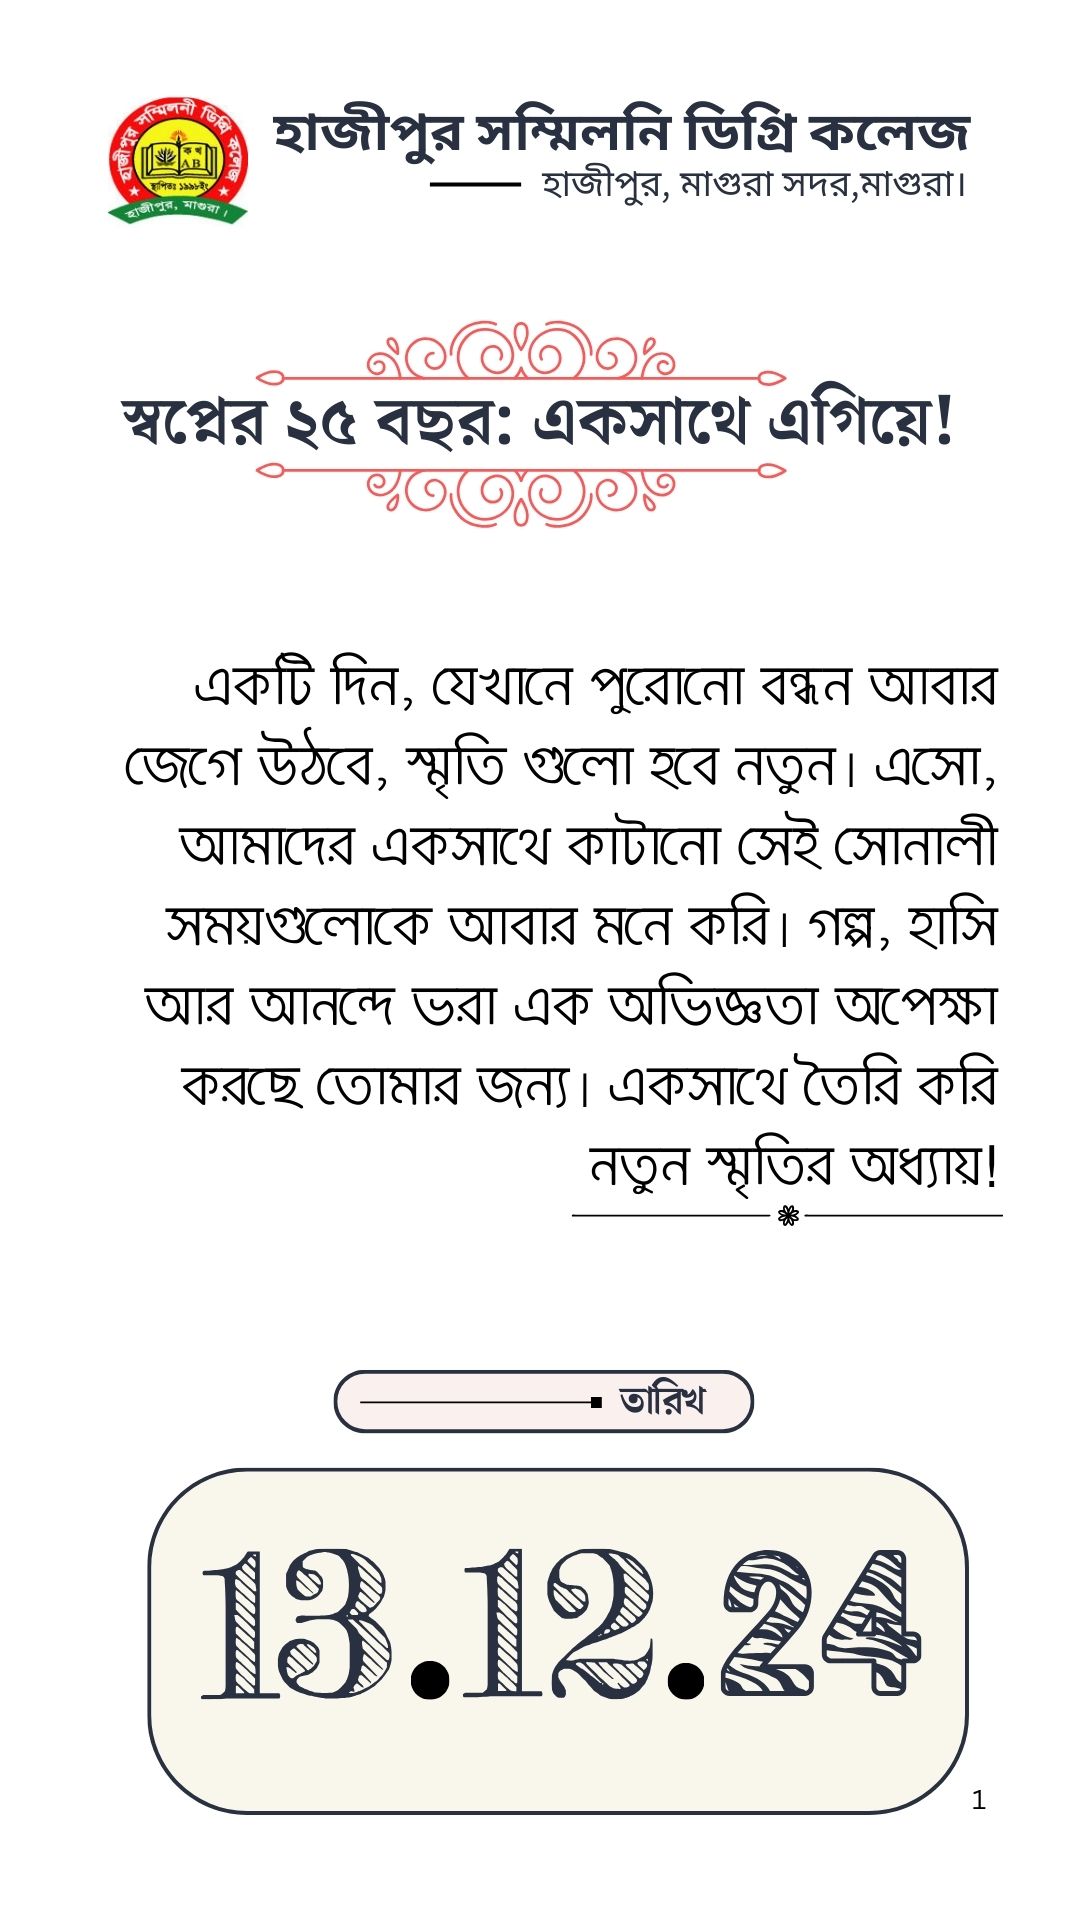 হাজীপুর সম্মিলনী ডিগ্রি কলেজ
ক খ
A B
স্থাপিতঃ ১৯৯৮ইং
হাজীপুর, মাগুরা।
হাজীপুর সম্মিলনি ডিগ্রি কলেজ
হাজীপুর, মাগুরা সদর,মাগুরা।
স্বপ্নের ২৫ বছর: একসাথে এগিয়ে!
একটি দিন, যেখানে পুরোনো বন্ধন আবার
জেগে উঠবে, স্মৃতি গুলো হবে নতুন। এসো,
আমাদের একসাথে কাটানো সেই সোনালী
সময়গুলোকে আবার মনে করি। গল্প, হাসি
আর আনন্দে ভরা এক অভিজ্ঞতা অপেক্ষা
করছে তোমার জন্য। একসাথে তৈরি করি
নতুন স্মৃতির অধ্যায়!
তারিখ
13.12.24
1